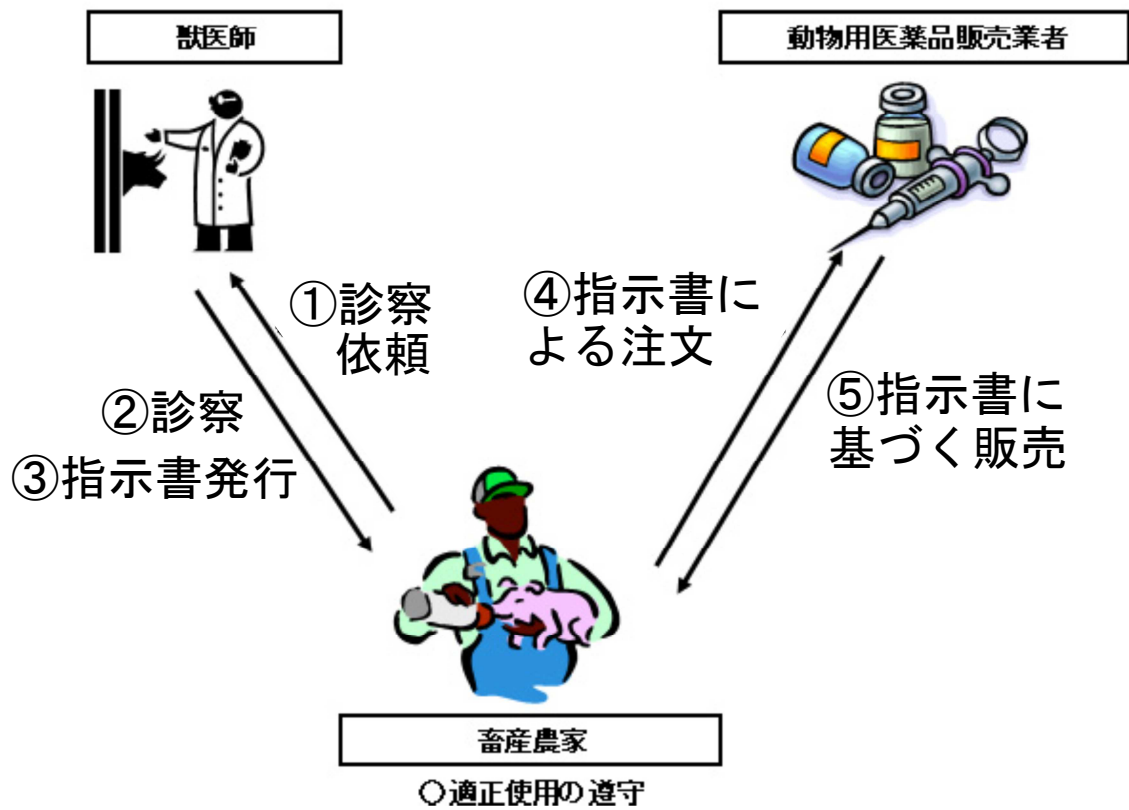 獣医師
動物用医薬品販売業者
①診察
依頼
②診察
③指示書発行
④指示書に
よる注文
⑤指示書に
基づく販売
畜産農家
○適正使用の遵守